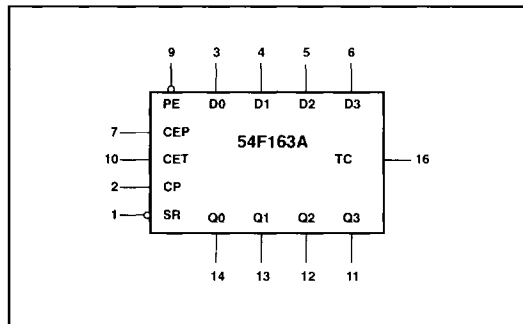 9 3 4 5 6
PE D0 D1 D2 D3
7 CEP
54F163A
10 CET TC 16
2 CP
1 SR Q0 Q1 Q2 Q3
14 13 12 11